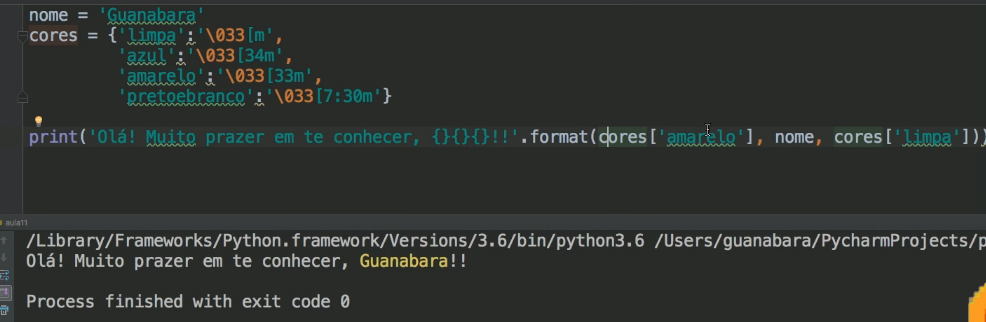 nome = 'Guanabara'
cores = {'limpa':'\033[m',
'azul':'\033[34m',
'amarelo':'\033[33m',
'pretoebranco':'\033[7:30m'}
print('Olá! Muito prazer em te conhecer, {}{}{}!!'.format(cores['amarelo'], nome, cores['limpa']))
aula11
/Library/Frameworks/Python.framework/Versions/3.6/bin/python3.6 /Users/guanabara/PycharmProjects/p
Olá! Muito prazer em te conhecer, Guanabara!!
Process finished with exit code 0